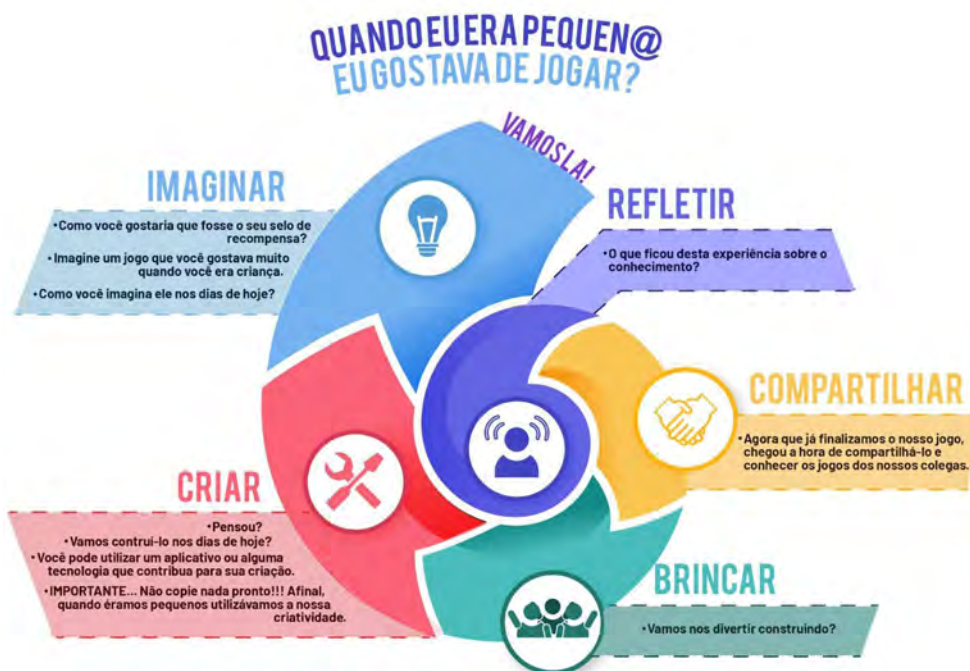 QUANDO EU ERA PEQUEN@
EU GOSTAVA DE JOGAR?
VAMOS LA!
IMAGINAR
•Como você gostaria que fosse o seu selo de
recompensa?
•Imagine um jogo que você gostava muito
quando você era criança.
•Como você imagina ele nos dias de hoje?
CRIAR
•Pensou?
•Vamos contruí-lo nos dias de hoje?
•Você pode utilizar um aplicativo ou alguma
tecnologia que contribua para sua criação.
•IMPORTANTE... Não copie nada pronto!!! Afinal,
quando éramos pequenos utilizávamos a nossa
criatividade.
BRINCAR
•Vamos nos divertir construindo?
COMPARTILHAR
•Agora que já finalizamos o nosso jogo,
chegou a hora de compartilhá-lo e
conhecer os jogos dos nossos colegas.
REFLETIR
•O que ficou desta experiência sobre o
conhecimento?